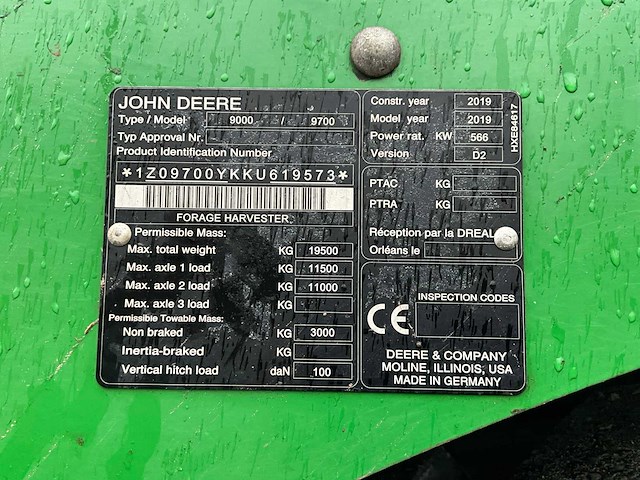 JOHN DEERE
Type / Model 9000 / 9700
Typ Approval Nr.
Product Identification Number
*1Z09700YKKU619573*
FORAGE HARVESTER
Permissible Mass:
Max. total weight KG 19500
Max. axle 1 load KG 11500
Max. axle 2 load KG 11000
Max. axle 3 load KG
Permissible Towable Mass:
Non braked KG 3000
Inertia-braked KG
Vertical hitch load daN 100
Constr. year 2019
Model year 2019
Power rat. KW 566
Version D2
HXE84617
PTAC KG
PTRA KG
Réception par la DREAL
Orléans le
CE
INSPECTION CODES
DEERE & COMPANY
MOLINE, ILLINOIS, USA
MADE IN GERMANY